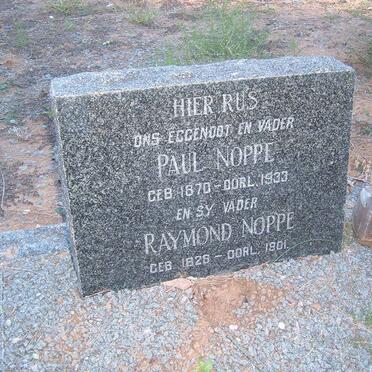 HIER RUS
ONS EGGENOOT EN VADER
PAUL NOPPE
GEB. 1870 - OORL. 1933
EN SY VADER
RAYMOND NOPPE
GEB 1828 - OORL. 1901